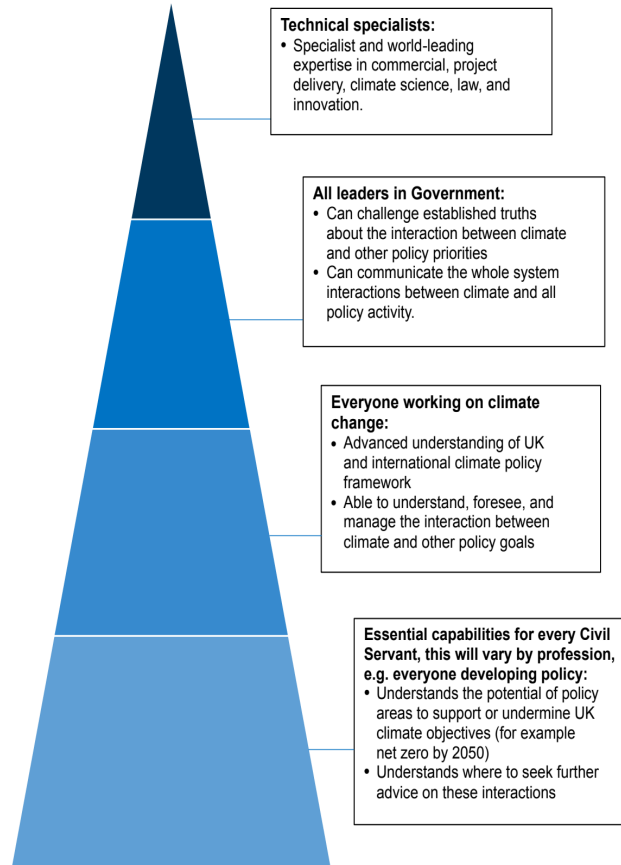 Technical specialists:
• Specialist and world-leading
expertise in commercial, project
delivery, climate science, law, and
innovation.
All leaders in Government:
• Can challenge established truths
about the interaction between climate
and other policy priorities
• Can communicate the whole system
interactions between climate and all
policy activity.
Everyone working on climate
change:
• Advanced understanding of UK
and international climate policy
framework
• Able to understand, foresee, and
manage the interaction between
climate and other policy goals
Essential capabilities for every Civil
Servant, this will vary by profession,
e.g. everyone developing policy:
• Understands the potential of policy
areas to support or undermine UK
climate objectives (for example
net zero by 2050)
• Understands where to seek further
advice on these interactions